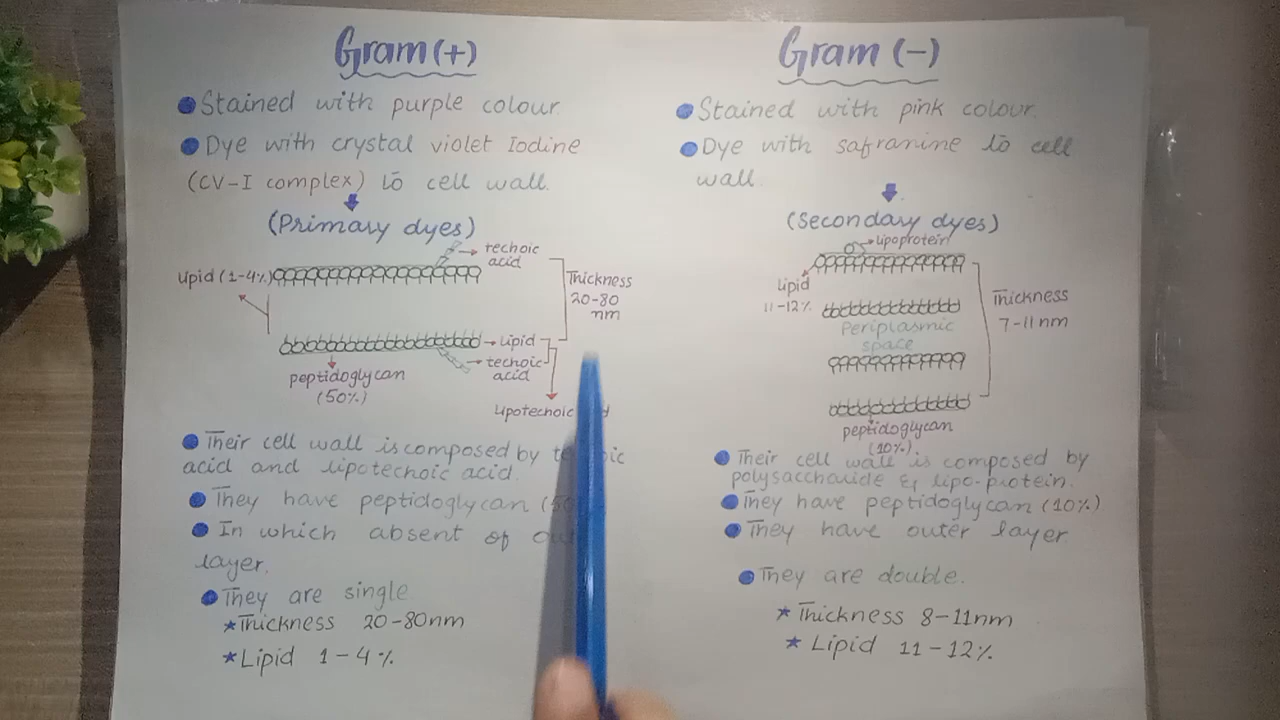 Gram (+)
Stained with purple colour.
Dye with crystal violet Iodine
(CV-I complex) to cell wall.
(Primary dyes)
techoic
acid
Lipid (1-4%)
Thickness
20-80
nm
Lipid
techoic
acid
peptidoglycan
(50%)
Lipotechoic
Their cell wall is composed by
acid and lipotechoic acid.
They have peptidoglycan
In which absent of
layer.
They are single
*Thickness 20-80nm
*Lipid 1-4%
Gram (-)
Stained with pink colour.
Dye with safranine to cell
wall.
(Secondary dyes)
Lipoprotein
Lipid
11-12%
Periplasmic
space
Thickness
7-11nm
peptidoglycan
(10%).
Their cell wall is composed by
polysaccharide & lipo-protein.
They have peptidoglycan (10%)
They have outer layer.
They are double.
*Thickness 8-11nm
*Lipid 11-12%